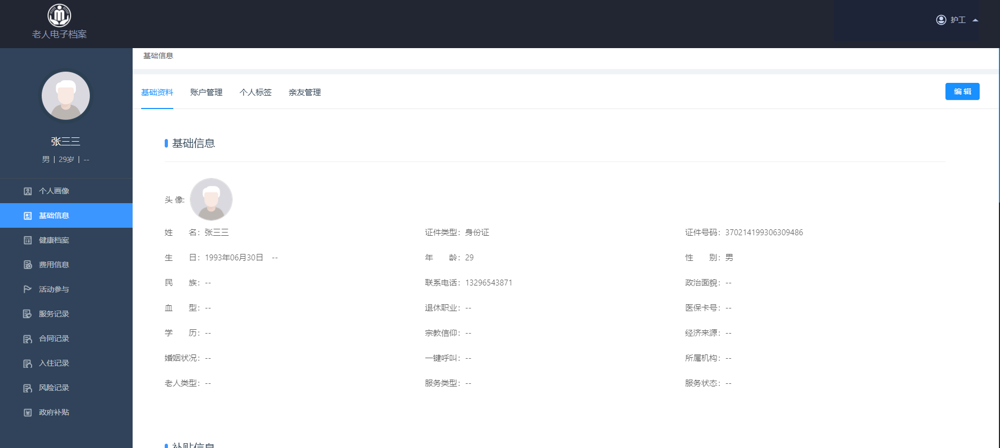 老人电子档案
护工
基础信息
张三三
男 | 29岁 | --
个人画像
基础信息
健康档案
费用信息
活动参与
服务记录
合同记录
入住记录
风险记录
政府补贴
基础资料 账户管理 个人标签 亲友管理 编 辑
基础信息
头 像:
姓 名：张三三 证件类型：身份证 证件号码：370214199306309486
生 日：1993年06月30日 -- 年 龄：29 性 别：男
民 族：-- 联系电话：13296543871 政治面貌：--
血 型：-- 退休职业：-- 医保卡号：--
学 历：-- 宗教信仰：-- 经济来源：--
婚姻状况：-- 一键呼叫：-- 所属机构：--
老人类型：-- 服务类型：-- 服务状态：--
补贴信息